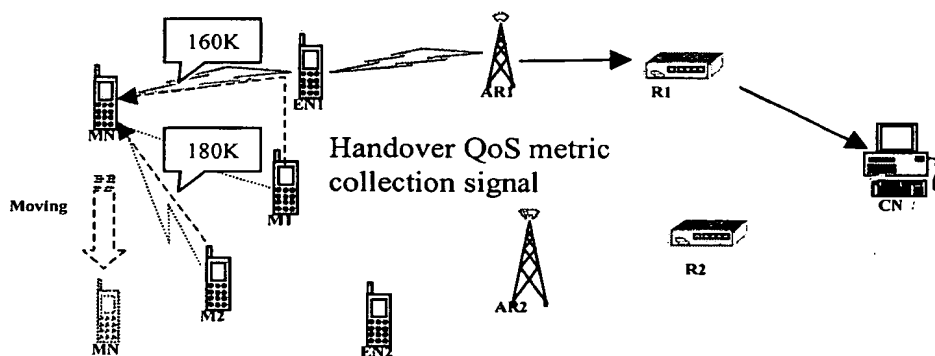 160K
EN1
AR1
R1
MN
180K
Handover QoS metric
collection signal
M1
CN
Moving
R2
M2
AR2
MN
EN2